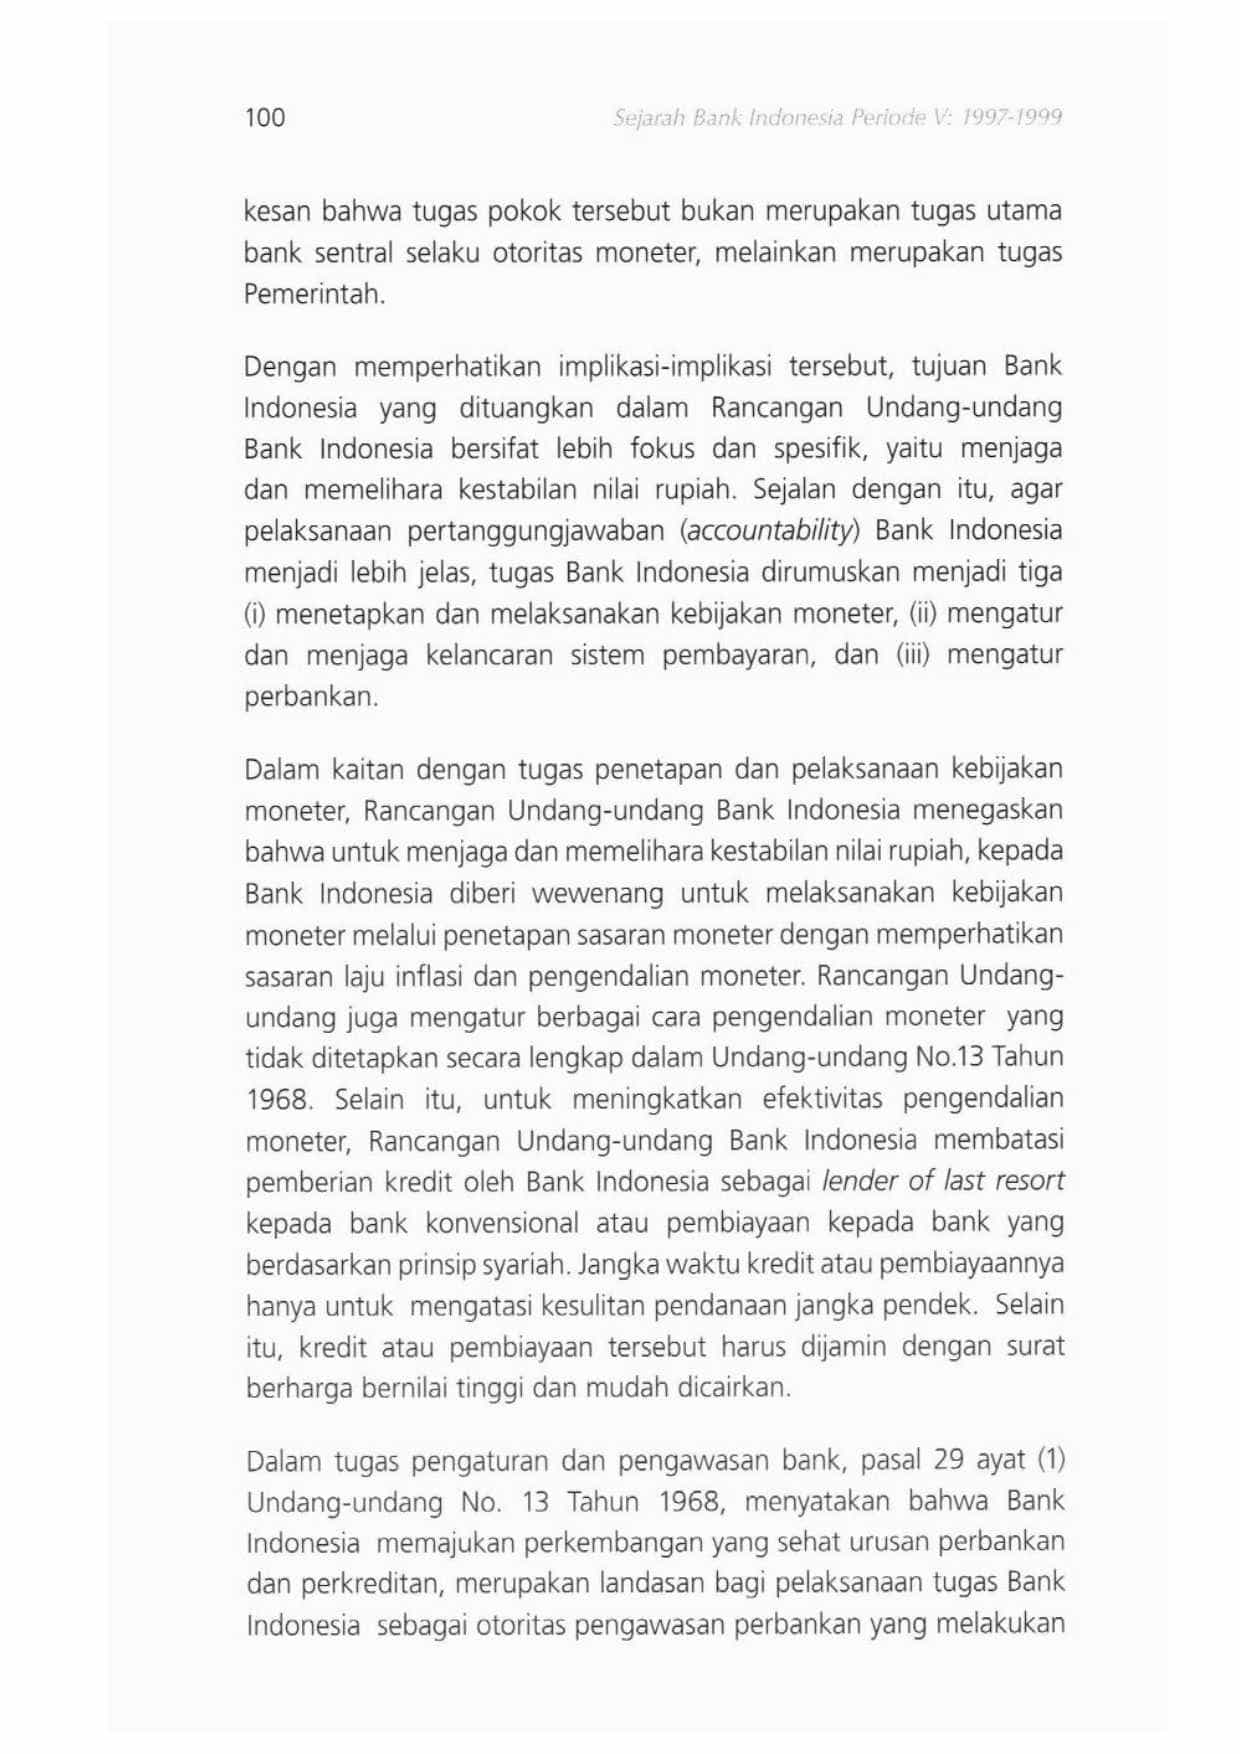 100
Sejarah Bank Indonesia Periode V: 1997-1999
kesan bahwa tugas pokok tersebut bukan merupakan tugas utama
bank sentral selaku otoritas moneter, melainkan merupakan tugas
Pemerintah.
Dengan memperhatikan implikasi-implikasi tersebut, tujuan Bank
Indonesia yang dituangkan dalam Rancangan Undang-undang
Bank Indonesia bersifat lebih fokus dan spesifik, yaitu menjaga
dan memelihara kestabilan nilai rupiah. Sejalan dengan itu, agar
pelaksanaan pertanggungjawaban (accountability) Bank Indonesia
menjadi lebih jelas, tugas Bank Indonesia dirumuskan menjadi tiga
(i) menetapkan dan melaksanakan kebijakan moneter, (ii) mengatur
dan menjaga kelancaran sistem pembayaran, dan (iii) mengatur
perbankan.
Dalam kaitan dengan tugas penetapan dan pelaksanaan kebijakan
moneter, Rancangan Undang-undang Bank Indonesia menegaskan
bahwa untuk menjaga dan memelihara kestabilan nilai rupiah, kepada
Bank Indonesia diberi wewenang untuk melaksanakan kebijakan
moneter melalui penetapan sasaran moneter dengan memperhatikan
sasaran laju inflasi dan pengendalian moneter. Rancangan Undang-
undang juga mengatur berbagai cara pengendalian moneter yang
tidak ditetapkan secara lengkap dalam Undang-undang No.13 Tahun
1968. Selain itu, untuk meningkatkan efektivitas pengendalian
moneter, Rancangan Undang-undang Bank Indonesia membatasi
pemberian kredit oleh Bank Indonesia sebagai lender of last resort
kepada bank konvensional atau pembiayaan kepada bank yang
berdasarkan prinsip syariah. Jangka waktu kredit atau pembiayaannya
hanya untuk mengatasi kesulitan pendanaan jangka pendek. Selain
itu, kredit atau pembiayaan tersebut harus dijamin dengan surat
berharga bernilai tinggi dan mudah dicairkan.
Dalam tugas pengaturan dan pengawasan bank, pasal 29 ayat (1)
Undang-undang No. 13 Tahun 1968, menyatakan bahwa Bank
Indonesia memajukan perkembangan yang sehat urusan perbankan
dan perkreditan, merupakan landasan bagi pelaksanaan tugas Bank
Indonesia sebagai otoritas pengawasan perbankan yang melakukan